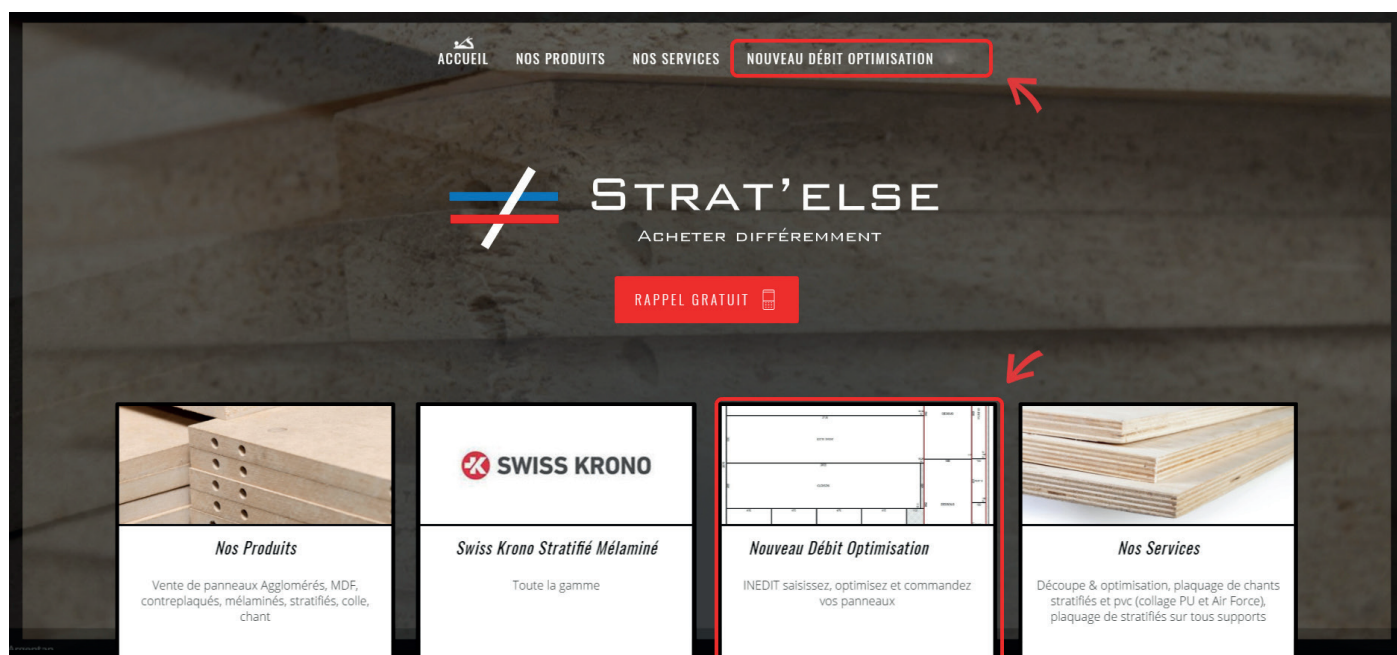 ACCUEIL NOS PRODUITS NOS SERVICES NOUVEAU DÉBIT OPTIMISATION
STRAT'ELSE
ACHETER DIFFÉREMMENT
RAPPEL GRATUIT
SWISS KRONO
Nos Produits
Vente de panneaux Agglomérés, MDF,
contreplaqués, mélaminés, stratifiés, colle,
chant
Swiss Krono Stratifié Mélaminé
Toute la gamme
Nouveau Débit Optimisation
INEDIT saisissez, optimisez et commandez
vos panneaux
Nos Services
Découpe & optimisation, plaquage de chants
stratifiés et pvc (collage PU et Air Force),
plaquage de stratifiés sur tous supports